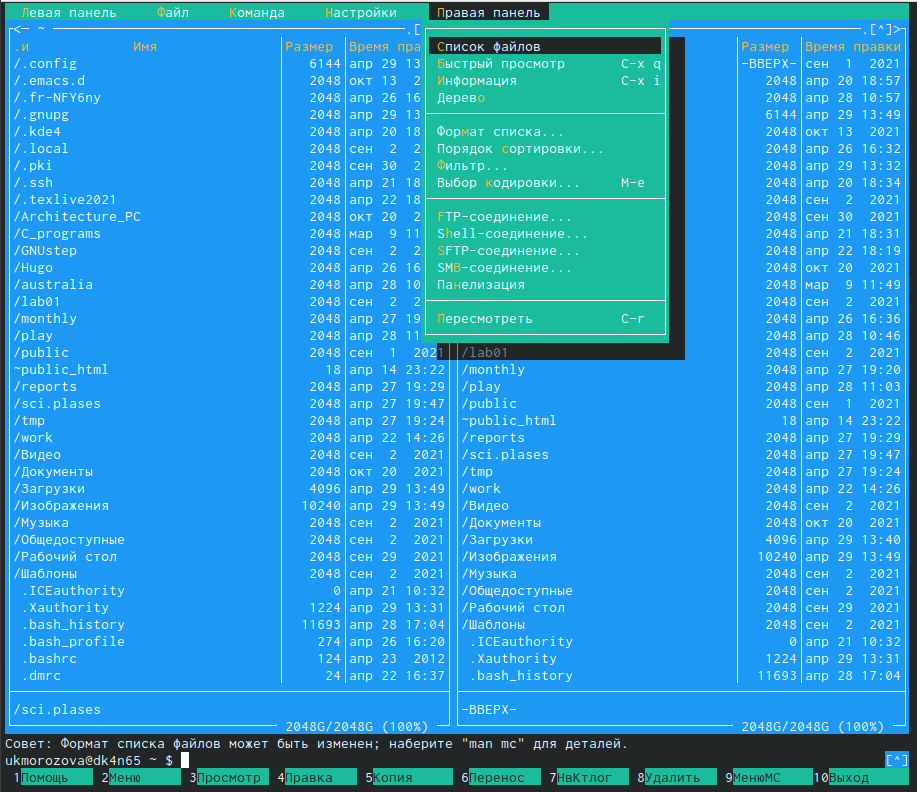 Левая панель Файл Команда Настройки Правая панель
<─ ~ .[
.и Имя Размер Время пра
/.config 6144 апр 29 13
/.emacs.d 2048 окт 13 2
/.fr-NFY6ny 2048 апр 26 16
/.gnupg 2048 апр 29 13
/.kde4 2048 апр 20 18
/.local 2048 сен 2 2
/.pki 2048 сен 30 2
/.ssh 2048 апр 21 18
/.texlive2021 2048 апр 22 18
/Architecture_PC 2048 окт 20 2
/C_programs 2048 мар 9 11
/GNUstep 2048 сен 2 2
/Hugo 2048 апр 26 16
/australia 2048 апр 28 10
/lab01 2048 сен 2 2
/monthly 2048 апр 27 19
/play 2048 апр 28 11
/public 2048 сен 1 2021
~public_html 18 апр 14 23:22
/reports 2048 апр 27 19:29
/sci.plases 2048 апр 27 19:47
/tmp 2048 апр 27 19:24
/work 2048 апр 22 14:26
/Видео 2048 сен 2 2021
/Документы 2048 окт 20 2021
/Загрузки 4096 апр 29 13:49
/Изображения 10240 апр 29 13:49
/Музыка 2048 сен 2 2021
/Общедоступные 2048 сен 2 2021
/Рабочий стол 2048 сен 29 2021
/Шаблоны 2048 сен 2 2021
.ICEauthority 0 апр 21 10:32
.Xauthority 1224 апр 29 13:31
.bash_history 11693 апр 28 17:04
.bash_profile 274 апр 26 16:20
.bashrc 124 апр 23 2012
.dmrc 24 апр 22 16:37
/sci.plases
2048G/2048G (100%)
Список файлов
Быстрый просмотр C-x q
Информация C-x i
Дерево
Формат списка...
Порядок сортировки...
Фильтр...
Выбор кодировки... M-e
FTP-соединение...
Shell-соединение...
SFTP-соединение...
SMB-соединение...
Панелизация
Пересмотреть C-r
.[^]>
Размер Время правки
-ВВЕРХ- сен 1 2021
2048 апр 20 18:57
2048 апр 28 10:57
6144 апр 29 13:49
2048 окт 13 2021
2048 апр 26 16:32
2048 апр 29 13:32
2048 апр 20 18:34
2048 сен 2 2021
2048 сен 30 2021
2048 апр 21 18:31
2048 апр 22 18:19
2048 окт 20 2021
2048 мар 9 11:49
2048 сен 2 2021
2048 апр 26 16:36
2048 апр 28 10:46
/lab01 2048 сен 2 2021
/monthly 2048 апр 27 19:20
/play 2048 апр 28 11:03
/public 2048 сен 1 2021
~public_html 18 апр 14 23:22
/reports 2048 апр 27 19:29
/sci.plases 2048 апр 27 19:47
/tmp 2048 апр 27 19:24
/work 2048 апр 22 14:26
/Видео 2048 сен 2 2021
/Документы 2048 окт 20 2021
/Загрузки 4096 апр 29 13:40
/Изображения 10240 апр 29 13:49
/Музыка 2048 сен 2 2021
/Общедоступные 2048 сен 2 2021
/Рабочий стол 2048 сен 29 2021
/Шаблоны 2048 сен 2 2021
.ICEauthority 0 апр 21 10:32
.Xauthority 1224 апр 29 13:31
.bash_history 11693 апр 28 17:04
-ВВЕРХ-
2048G/2048G (100%)
Совет: Формат списка файлов может быть изменен; наберите "man mc" для деталей.
ukmorozova@dk4n65 ~ $ [^]
1Помощь 2Меню 3Просмотр 4Правка 5Копия 6Перенос 7НвКтлог 8Удалить 9МенюМС 10Выход